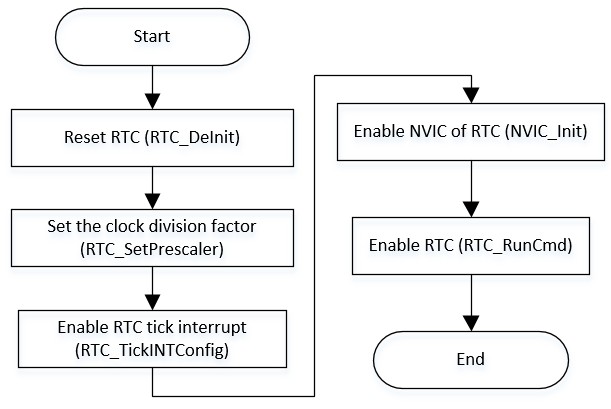 Start
Reset RTC (RTC_DeInit)
Set the clock division factor
(RTC_SetPrescaler)
Enable RTC tick interrupt
(RTC_TickINTConfig)
Enable NVIC of RTC (NVIC_Init)
Enable RTC (RTC_RunCmd)
End